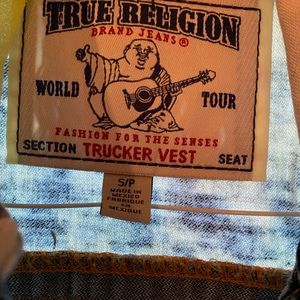 TRUE RELIGION
BRAND JEANS®
WORLD TOUR
FASHION FOR THE SENSES
SECTION TRUCKER VEST SEAT
S/P
MADE IN
MEXICO
FABRIQUÉ
EN
MEXIQUE